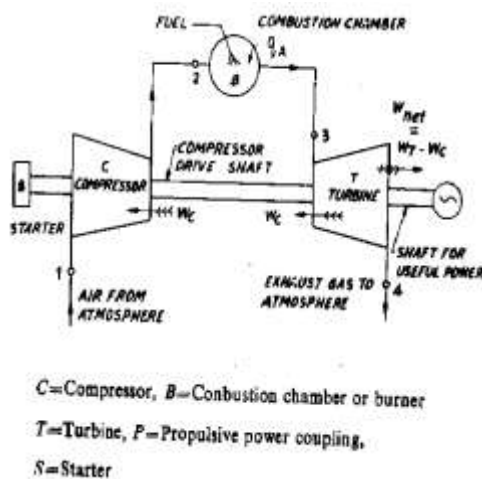 FUEL
COMBUSTION CHAMBER
A
2
B
3
Wnet
=
WT - WC
COMPRESSOR
DRIVE SHAFT
C
COMPRESSOR
T
TURBINE
S
STARTER
WC
WC
SHAFT FOR
USEFUL POWER
1
AIR FROM
ATMOSPHERE
EXHAUST GAS TO
ATMOSPHERE
4
C=Compressor, B=Conbustion chamber or burner
T=Turbine, P=Propulsive power coupling,
S=Starter